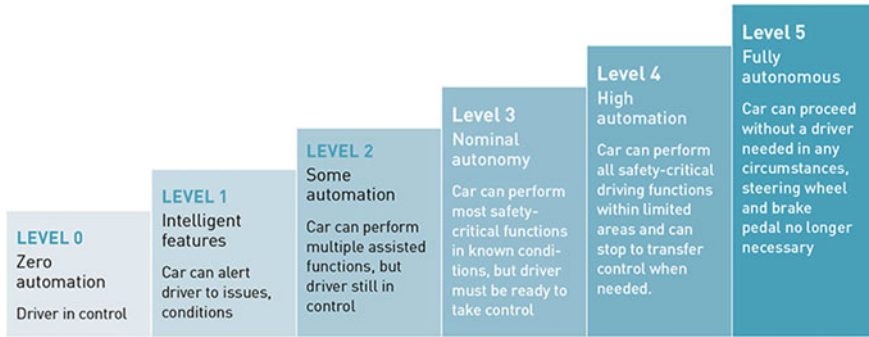 LEVEL 0
Zero
automation
Driver in control
LEVEL 1
Intelligent
features
Car can alert
driver to issues,
conditions
LEVEL 2
Some
automation
Car can perform
multiple assisted
functions, but
driver still in
control
Level 3
Nominal
autonomy
Car can perform
most safety-
critical functions
in known condi-
tions, but driver
must be ready to
take control
Level 4
High
automation
Car can perform
all safety-critical
driving functions
within limited
areas and can
stop to transfer
control when
needed.
Level 5
Fully
autonomous
Car can proceed
without a driver
needed in any
circumstances,
steering wheel
and brake
pedal no longer
necessary